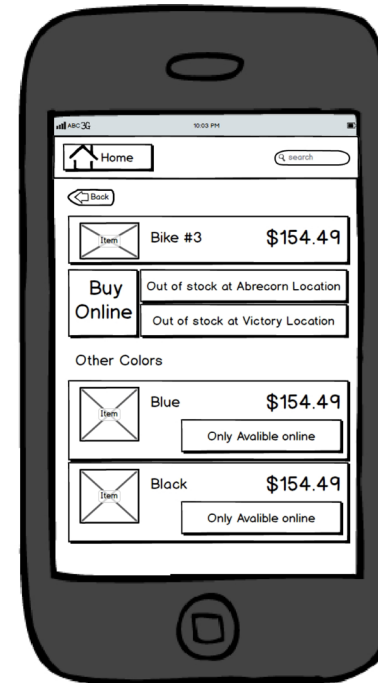 ABC 3G 10:03 PM
Home search
Back
Item Bike #3 $154.49
Buy Online
Out of stock at Abrecorn Location
Out of stock at Victory Location
Other Colors
Item Blue $154.49
Only Avalible online
Item Black $154.49
Only Avalible online